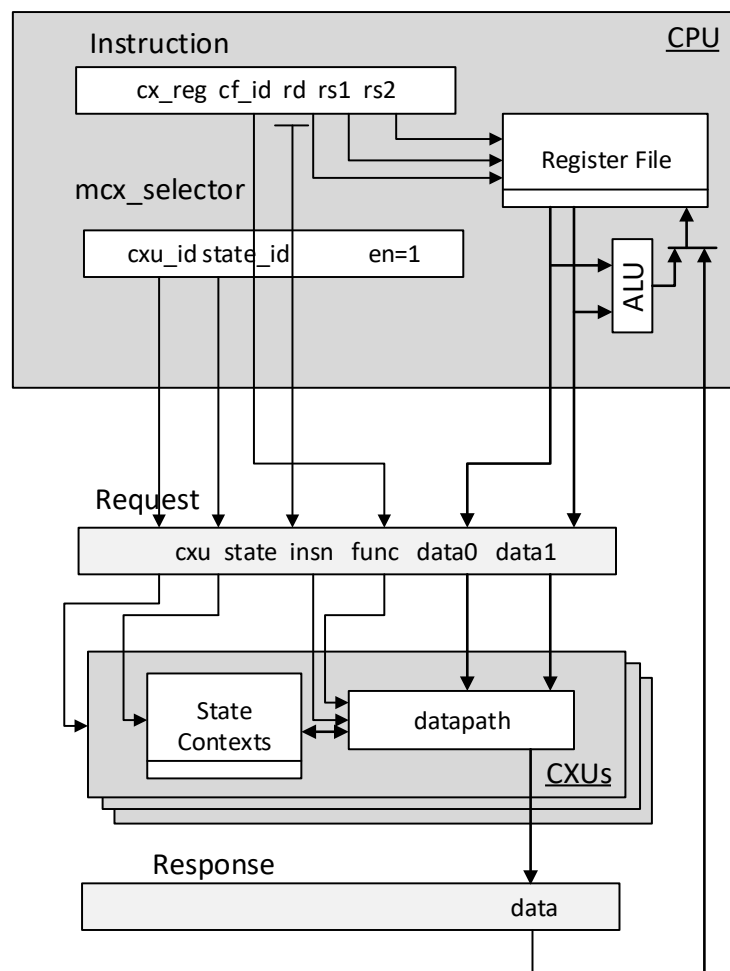 Instruction
CPU
cx_reg cf_id rd rs1 rs2
Register File
mcx_selector
cxu_id state_id en=1
ALU
Request
cxu state insn func data0 data1
State
Contexts
datapath
CXUs
Response
data